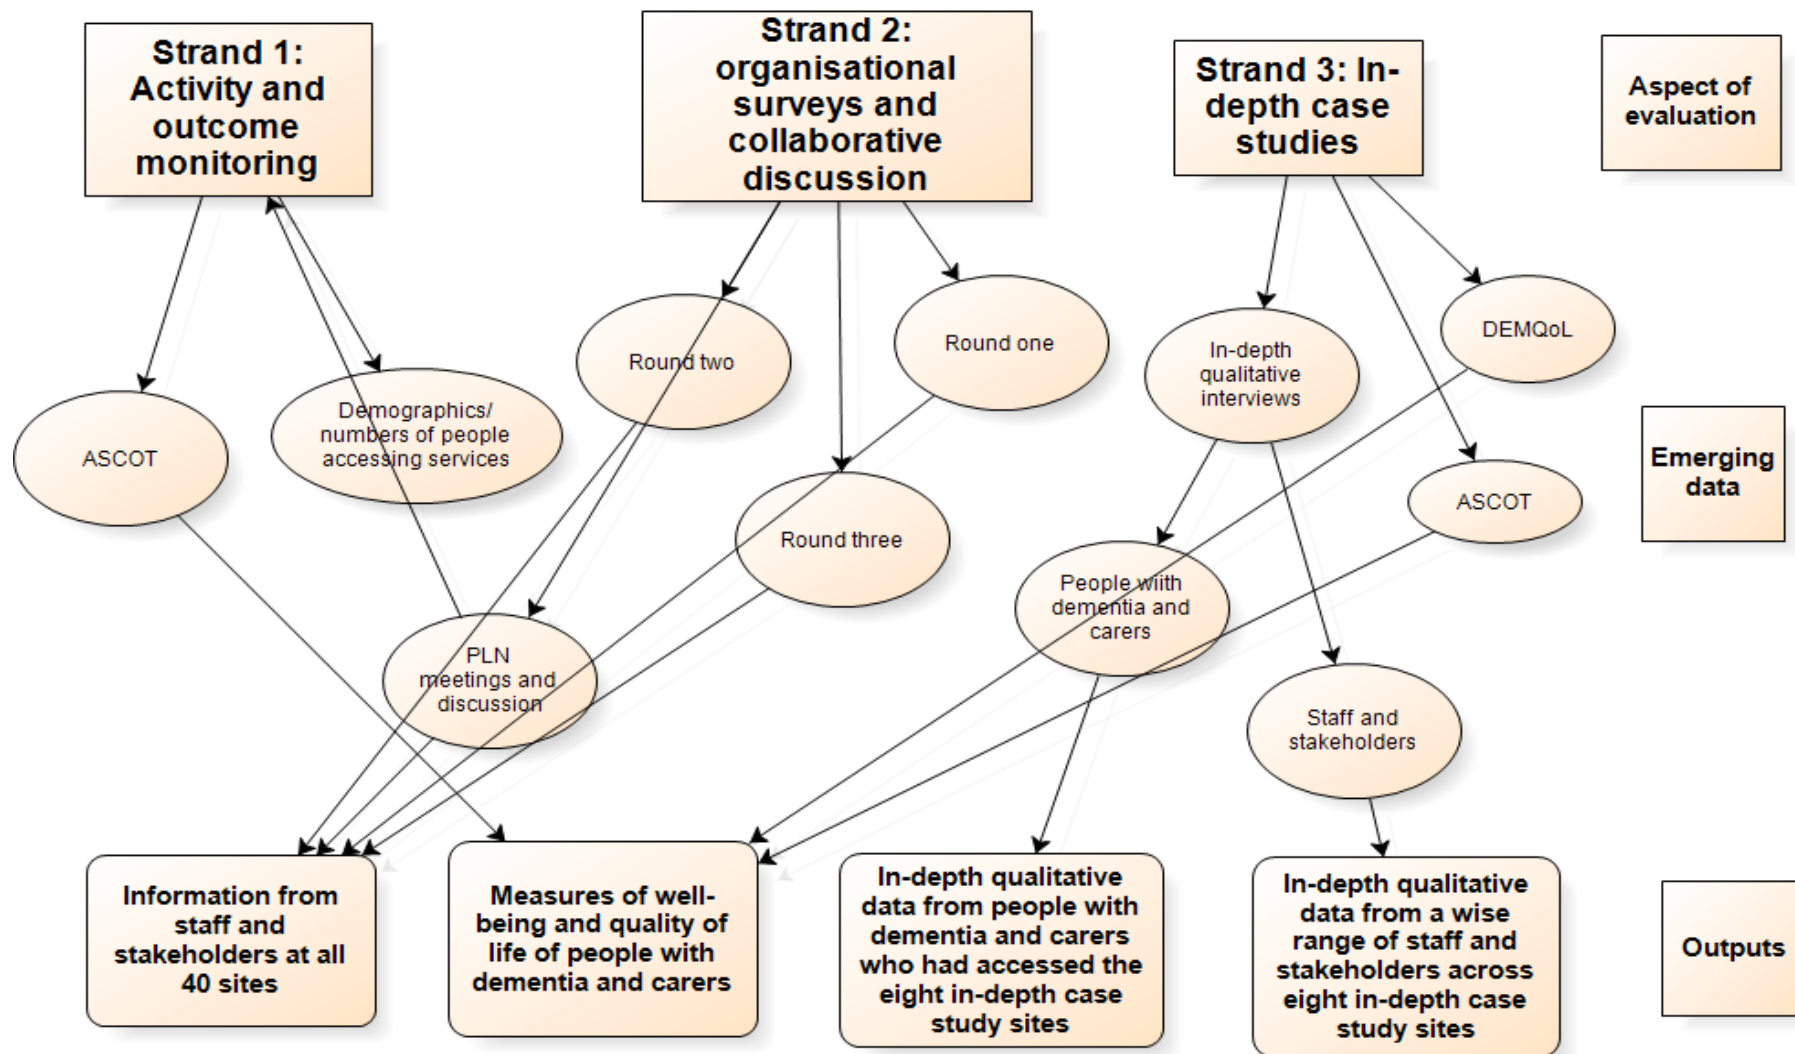 Strand 1:
Activity and
outcome
monitoring
Strand 2:
organisational
surveys and
collaborative
discussion
Strand 3: In-
depth case
studies
Aspect of
evaluation
ASCOT
Demographics/
numbers of people
accessing services
Round two
Round one
Round three
PLN
meetings and
discussion
In-depth
qualitative
interviews
DEMQoL
ASCOT
People wiith
dementia and
carers
Staff and
stakeholders
Emerging
data
Information from
staff and
stakeholders at all
40 sites
Measures of well-
being and quality of
life of people with
dementia and carers
In-depth qualitative
data from people with
dementia and carers
who had accessed the
eight in-depth case
study sites
In-depth qualitative
data from a wise
range of staff and
stakeholders across
eight in-depth case
study sites
Outputs